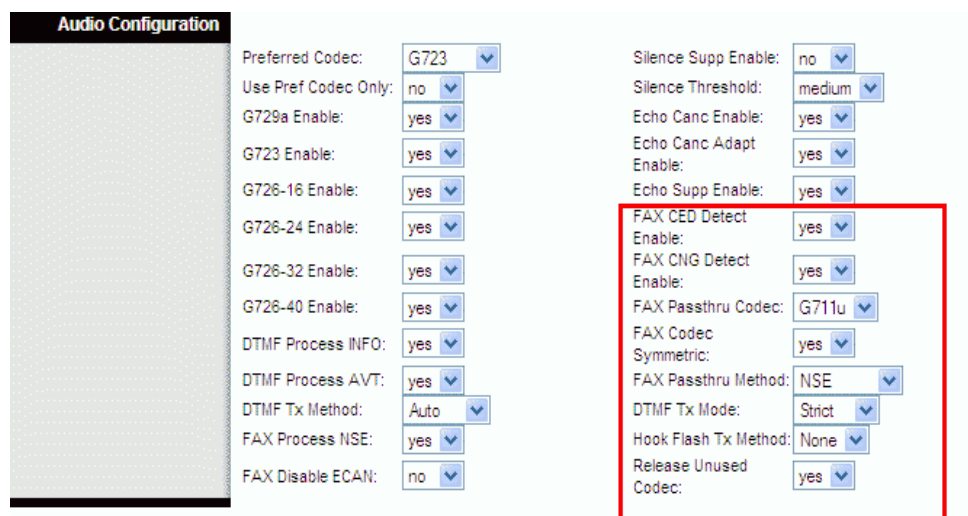 Audio Configuration
Preferred Codec: G723
Use Pref Codec Only: no
G729a Enable: yes
G723 Enable: yes
G726-16 Enable: yes
G726-24 Enable: yes
G726-32 Enable: yes
G726-40 Enable: yes
DTMF Process INFO: yes
DTMF Process AVT: yes
DTMF Tx Method: Auto
FAX Process NSE: yes
FAX Disable ECAN: no
Silence Supp Enable: no
Silence Threshold: medium
Echo Canc Enable: yes
Echo Canc Adapt
Enable: yes
Echo Supp Enable: yes
FAX CED Detect
Enable: yes
FAX CNG Detect
Enable: yes
FAX Passthru Codec: G711u
FAX Codec
Symmetric: yes
FAX Passthru Method: NSE
DTMF Tx Mode: Strict
Hook Flash Tx Method: None
Release Unused
Codec: yes